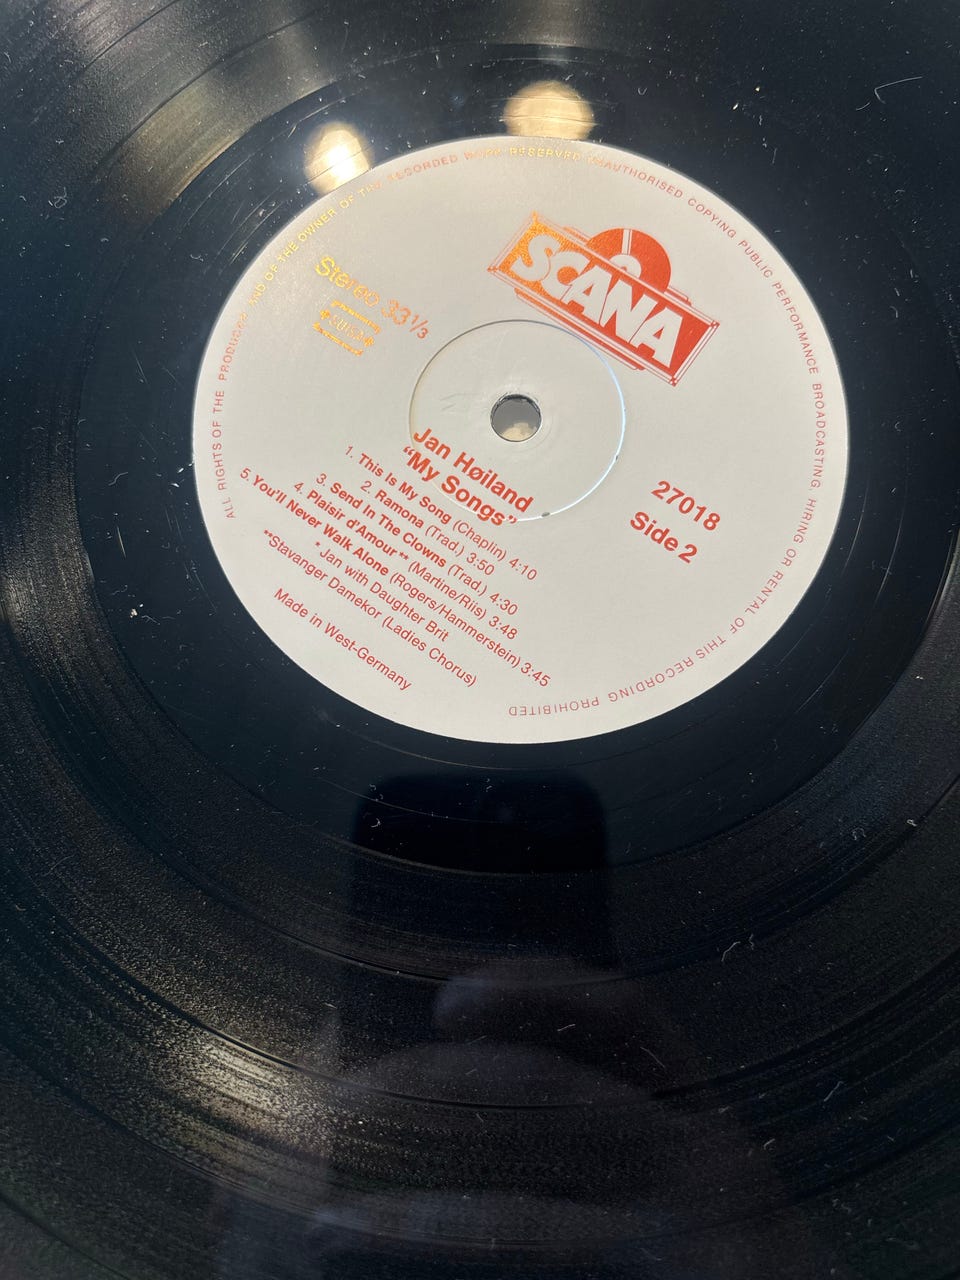 ALL RIGHTS OF THE PRODUCER AND OF THE OWNER OF THE RECORDED WORK RESERVED UNAUTHORISED COPYING PUBLIC PERFORMANCE BROADCASTING HIRING OR RENTAL OF THIS RECORDING PROHIBITED
SCANA
Stereo 33 1/3
Jan Høiland
“My Songs”
27018
Side 2
1. This is My Song (Chaplin) 4:10
2. Ramona (Trad.) 3:50
3. Send In The Clowns (Trad.) 4:30
4. Plaisir d'Amour ** (Martine/Riis) 3:48
5. You'll Never Walk Alone (Rogers/Hammerstein) 3:45
* Jan with Daughter Brit
**Stavanger Damekor (Ladies Chorus)
Made in West-Germany